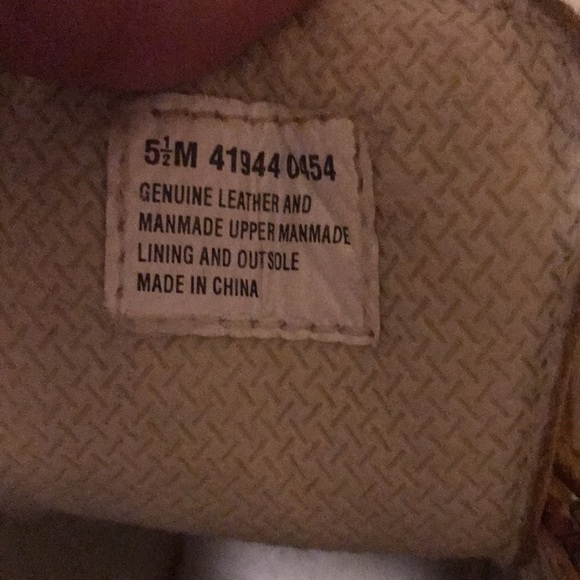 5½M 41944 0454
GENUINE LEATHER AND
MANMADE UPPER MANMADE
LINING AND OUTSOLE
MADE IN CHINA